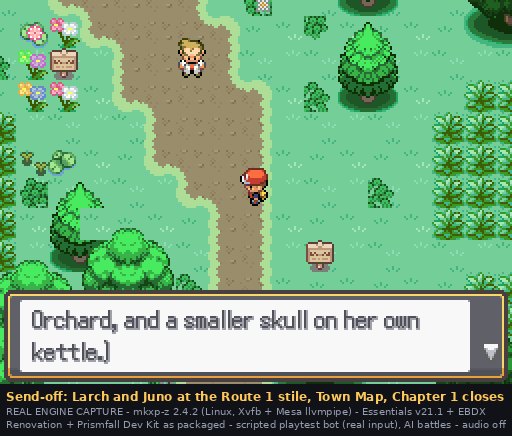 Orchard, and a smaller skull on her own
kettle.)
Send-off: Larch and Juno at the Route 1 stile, Town Map, Chapter 1 closes
REAL ENGINE CAPTURE - mkxp-z 2.4.2 (Linux, Xvfb + Mesa llvmpipe) - Essentials v21.1 + EBDX
Renovation + Prismfall Dev Kit as packaged - scripted playtest bot (real input), AI battles - audio off